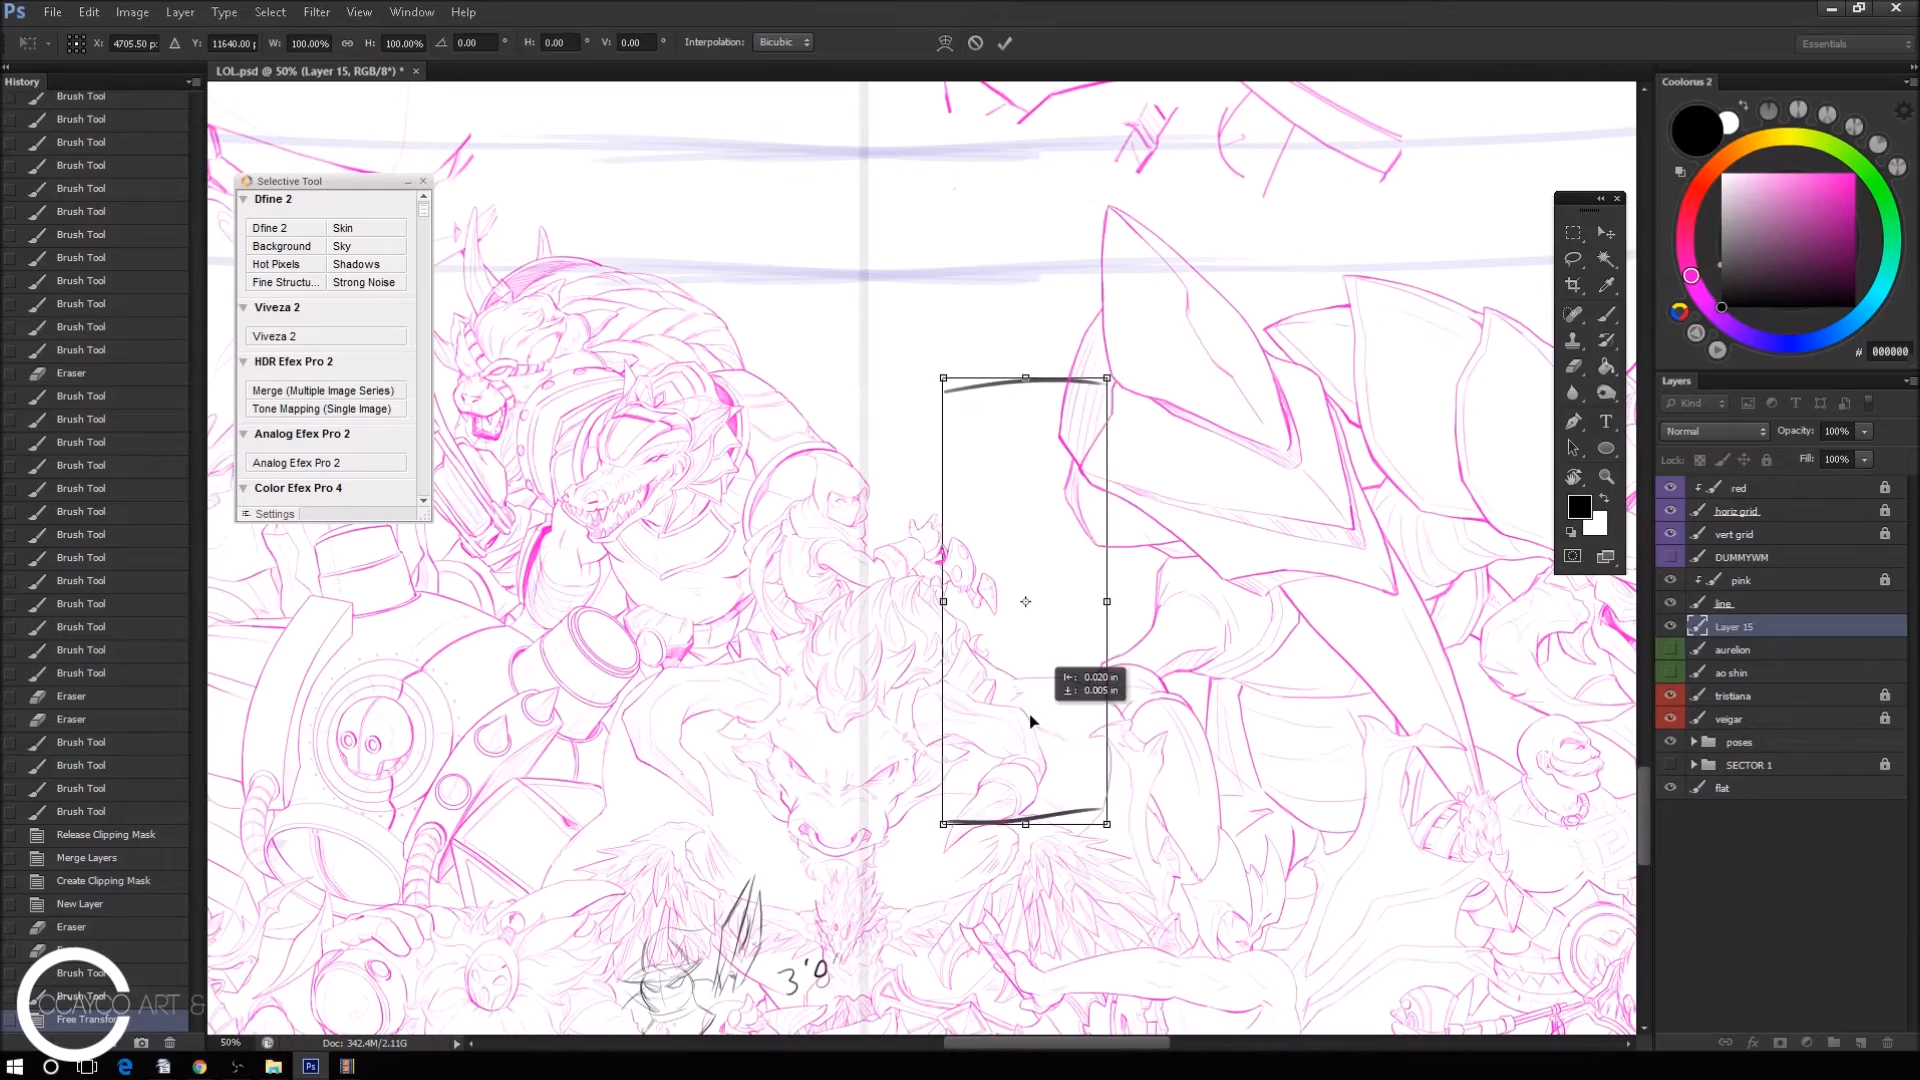 Ps File Edit Image Layer Type Select Filter View Window Help
X: 4705.50 p: Y: 11640.00 p W: 100.00% H: 100.00% 0.00 ° H: 0.00 ° V: 0.00 ° Interpolation: Bicubic Essentials
History
LOL.psd @ 50% (Layer 15, RGB/8*) * ×
Coolorus 2
Brush Tool
Brush Tool
Brush Tool
Brush Tool
Brush Tool
Brush Tool
Brush Tool
Brush Tool
Brush Tool
Brush Tool
Brush Tool
Brush Tool
Eraser
Brush Tool
Brush Tool
Brush Tool
Brush Tool
Brush Tool
Brush Tool
Brush Tool
Brush Tool
Brush Tool
Brush Tool
Brush Tool
Brush Tool
Brush Tool
Eraser
Eraser
Brush Tool
Brush Tool
Brush Tool
Brush Tool
Release Clipping Mask
Merge Layers
Create Clipping Mask
New Layer
Eraser
Brush Tool
Brush Tool
Free Transform
CCAYCO ART &
Selective Tool
Dfine 2
Dfine 2 Skin
Background Sky
Hot Pixels Shadows
Fine Structu... Strong Noise
Viveza 2
Viveza 2
HDR Efex Pro 2
Merge (Multiple Image Series)
Tone Mapping (Single Image)
Analog Efex Pro 2
Analog Efex Pro 2
Color Efex Pro 4
Settings
0.020 in
0.005 in
3'8
# 000000
Layers
Kind
Normal Opacity: 100%
Lock: Fill: 100%
red
horiz grid
vert grid
DUMMYWM
pink
line
Layer 15
aurelion
ao shin
tristiana
veigar
poses
SECTOR 1
flat
50% Doc: 342.4M/2.11G